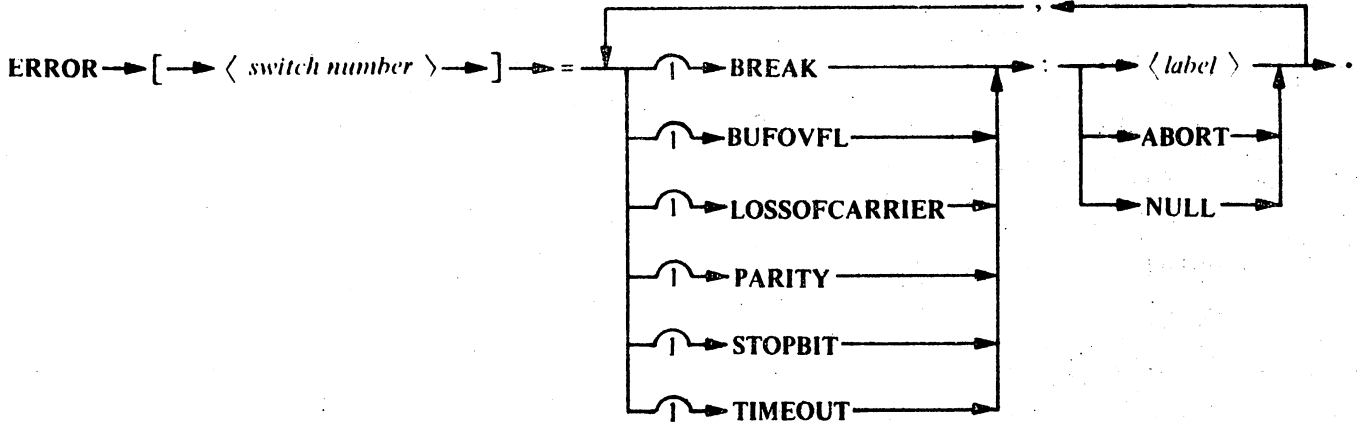 ,
ERROR [ ⟨ switch number ⟩ ] = 1 BREAK : ⟨ label ⟩ .
1 BUFOVFL ABORT
1 LOSSOFCARRIER NULL
1 PARITY
1 STOPBIT
1 TIMEOUT